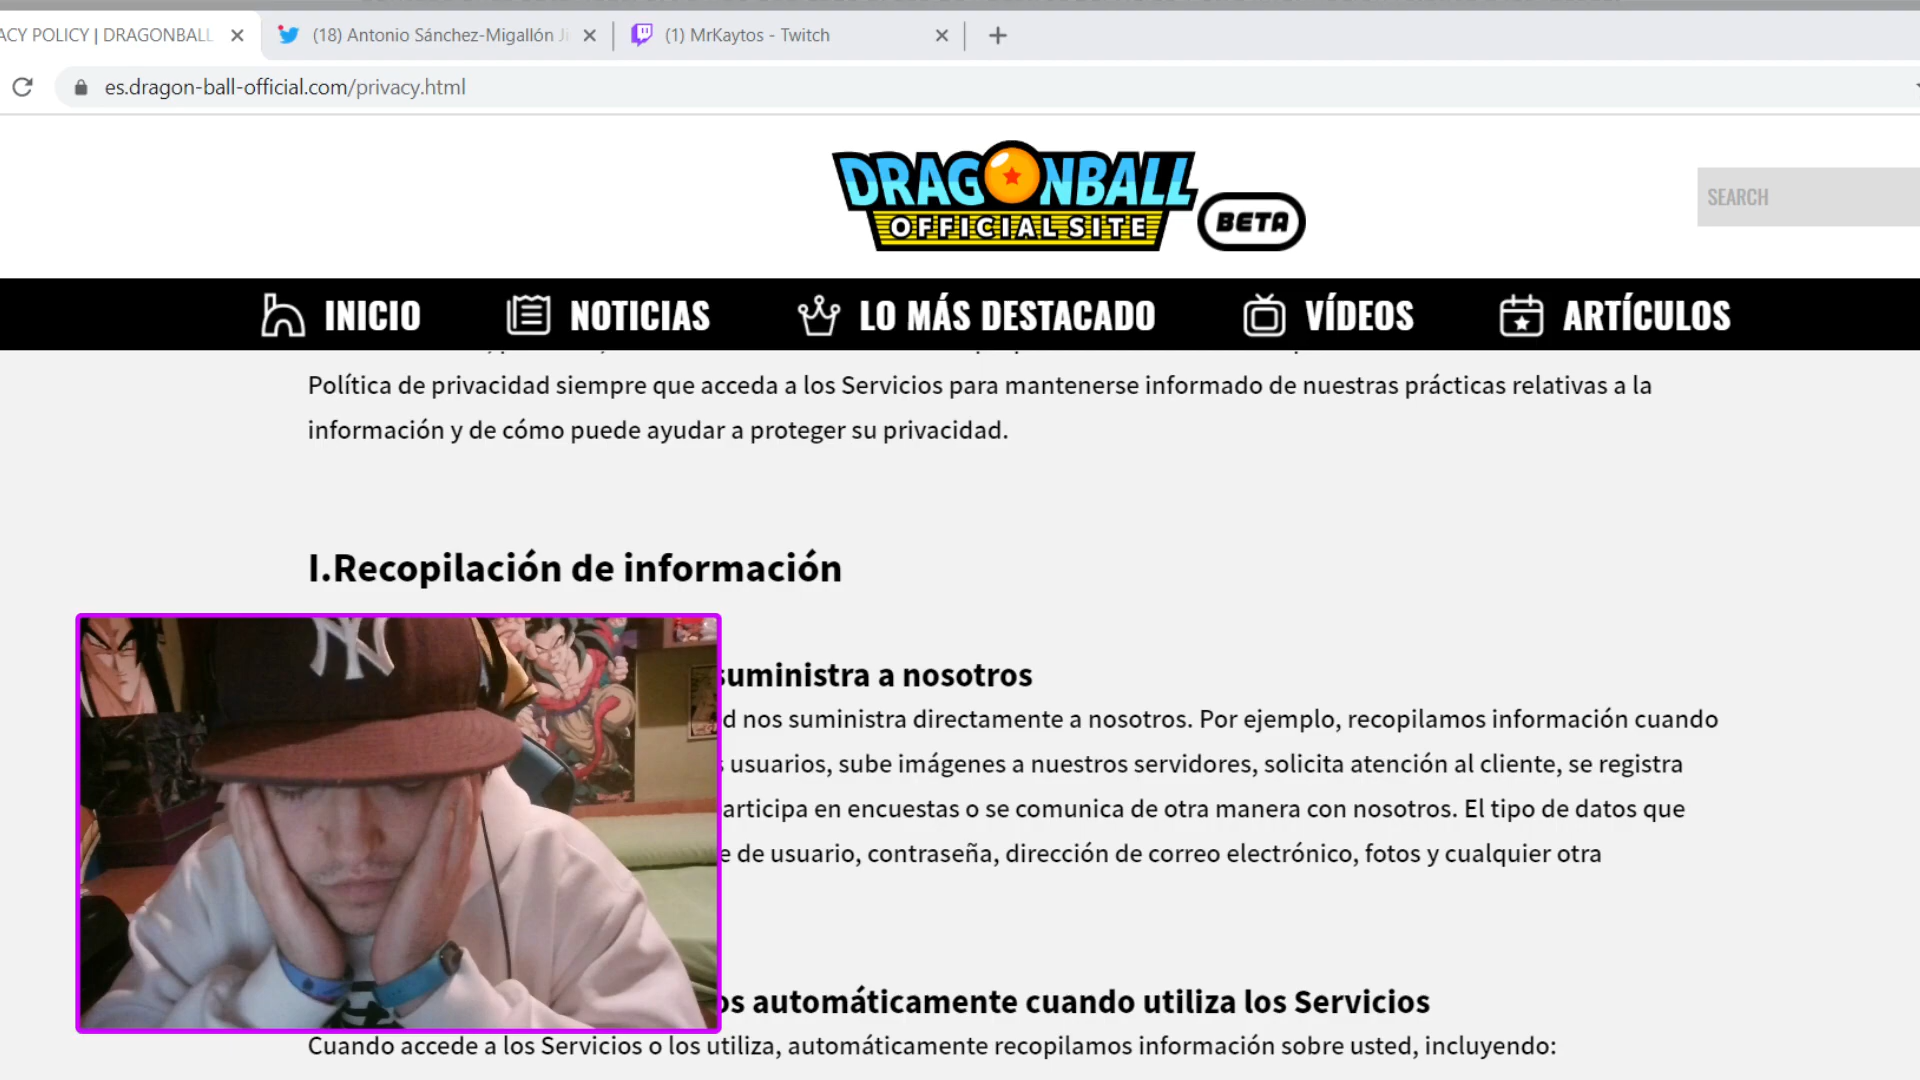 ACY POLICY | DRAGONBALL
(18) Antonio Sánchez-Migallón Ji
(1) MrKaytos - Twitch
es.dragon-ball-official.com/privacy.html
DRAGONBALL
OFFICIAL SITE
BETA
SEARCH
INICIO
NOTICIAS
LO MÁS DESTACADO
VÍDEOS
ARTÍCULOS
Política de privacidad siempre que acceda a los Servicios para mantenerse informado de nuestras prácticas relativas a la
información y de cómo puede ayudar a proteger su privacidad.
I.Recopilación de información
NY
suministra a nosotros
d nos suministra directamente a nosotros. Por ejemplo, recopilamos información cuando
s usuarios, sube imágenes a nuestros servidores, solicita atención al cliente, se registra
articipa en encuestas o se comunica de otra manera con nosotros. El tipo de datos que
e de usuario, contraseña, dirección de correo electrónico, fotos y cualquier otra
os automáticamente cuando utiliza los Servicios
Cuando accede a los Servicios o los utiliza, automáticamente recopilamos información sobre usted, incluyendo: